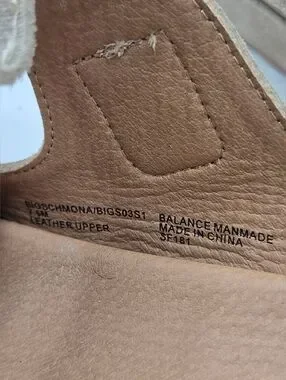 BIGSCHMONA/BIGS03S1
7.5M
LEATHER UPPER
BALANCE MANMADE
MADE IN CHINA
SF181